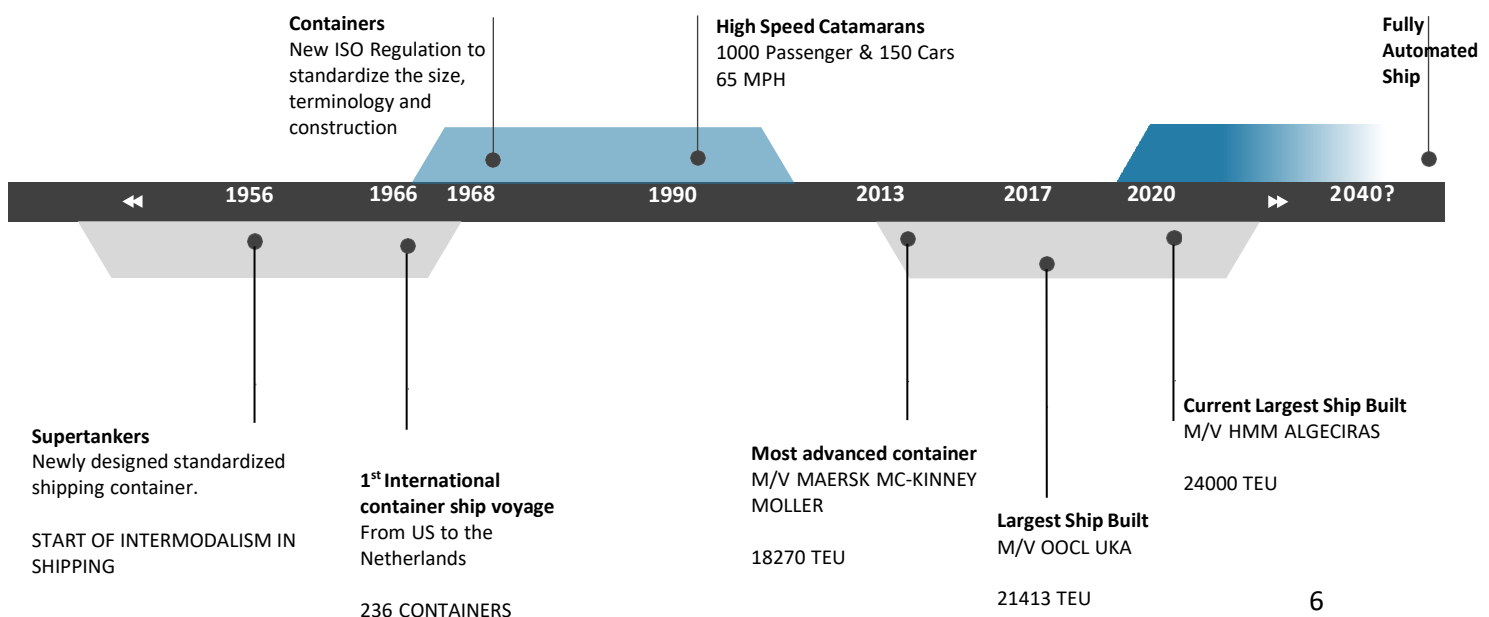 Containers
New ISO Regulation to
standardize the size,
terminology and
construction
High Speed Catamarans
1000 Passenger & 150 Cars
65 MPH
Fully
Automated
Ship
1956 1966 1968 1990 2013 2017 2020 2040?
Supertankers
Newly designed standardized
shipping container.
START OF INTERMODALISM IN
SHIPPING
1st International
container ship voyage
From US to the
Netherlands
236 CONTAINERS
Most advanced container
M/V MAERSK MC-KINNEY
MOLLER
18270 TEU
Largest Ship Built
M/V OOCL UKA
21413 TEU
Current Largest Ship Built
M/V HMM ALGECIRAS
24000 TEU
6